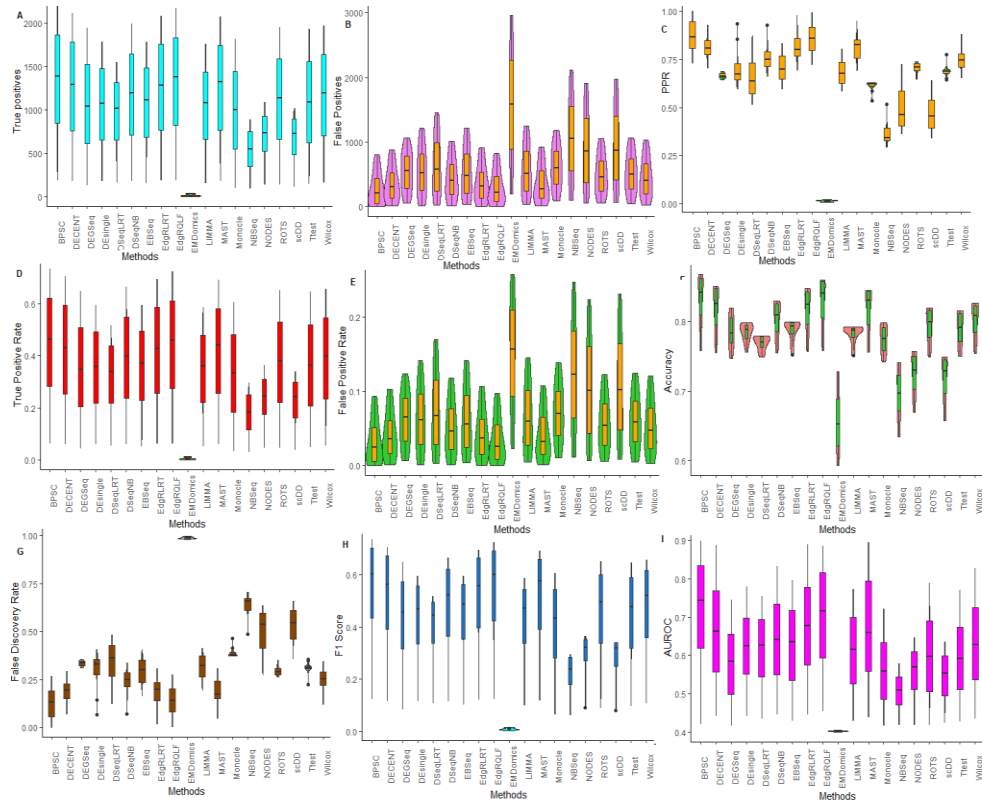 A
True positives
2000
1500
1000
500
0
BPSC
DECENT
DEGSeq
DEsingle
DSeqLRT
DSeqNB
EBSeq
EdgRLRT
EdgRQLF
EMDomics
LIMMA
MAST
Monocle
NBSeq
NODES
ROTS
scDD
Ttest
Wilcox
Methods
B
False Positives
3000
2000
1000
0
BPSC
DECENT
DEGSeq
DEsingle
DSeqLRT
DSeqNB
EBSeq
EdgRLRT
EdgRQLF
EMDomics
LIMMA
MAST
Monocle
NBSeq
NODES
ROTS
scDD
Ttest
Wilcox
Methods
C
PPR
1.00
0.75
0.50
0.25
0.00
BPSC
DECENT
DEGSeq
DEsingle
DSeqLRT
DSeqNB
EBSeq
EdgRLRT
EdgRQLF
EMDomics
LIMMA
MAST
Monocle
NBSeq
NODES
ROTS
scDD
Ttest
Wilcox
Methods
D
True Positive Rate
0.6
0.4
0.2
0.0
BPSC
DECENT
DEGSeq
DEsingle
DSeqLRT
DSeqNB
EBSeq
EdgRLRT
EdgRQLF
EMDomics
LIMMA
MAST
Monocle
NBSeq
NODES
ROTS
scDD
Ttest
Wilcox
Methods
E
False Positive Rate
0.2
0.1
0.0
BPSC
DECENT
DEGSeq
DEsingle
DSeqLRT
DSeqNB
EBSeq
EdgRLRT
EdgRQLF
EMDomics
LIMMA
MAST
Monocle
NBSeq
NODES
ROTS
scDD
Ttest
Wilcox
Methods
Accuracy
0.8
0.7
0.6
BPSC
DECENT
DEGSeq
DEsingle
DSeqLRT
DSeqNB
EBSeq
EdgRLRT
EdgRQLF
EMDomics
LIMMA
MAST
Monocle
NBSeq
NODES
ROTS
scDD
Ttest
Wilcox
Methods
G
False Discovery Rate
1.00
0.75
0.50
0.25
0.00
BPSC
DECENT
DEGSeq
DEsingle
DSeqLRT
DSeqNB
EBSeq
EdgRLRT
EdgRQLF
EMDomics
LIMMA
MAST
Monocle
NBSeq
NODES
ROTS
scDD
Ttest
Wilcox
Methods
H
F1 Score
0.6
0.4
0.2
0.0
BPSC
DECENT
DEGSeq
DEsingle
DSeqLRT
DSeqNB
EBSeq
EdgRLRT
EdgRQLF
EMDomics
LIMMA
MAST
Monocle
NBSeq
NODES
ROTS
scDD
Ttest
Wilcox
Methods
I
AUROC
0.9
0.8
0.7
0.6
0.5
0.4
BPSC
DECENT
DEGSeq
DEsingle
DSeqLRT
DSeqNB
EBSeq
EdgRLRT
EdgRQLF
EMDomics
LIMMA
MAST
Monocle
NBSeq
NODES
ROTS
scDD
Ttest
Wilcox
Methods